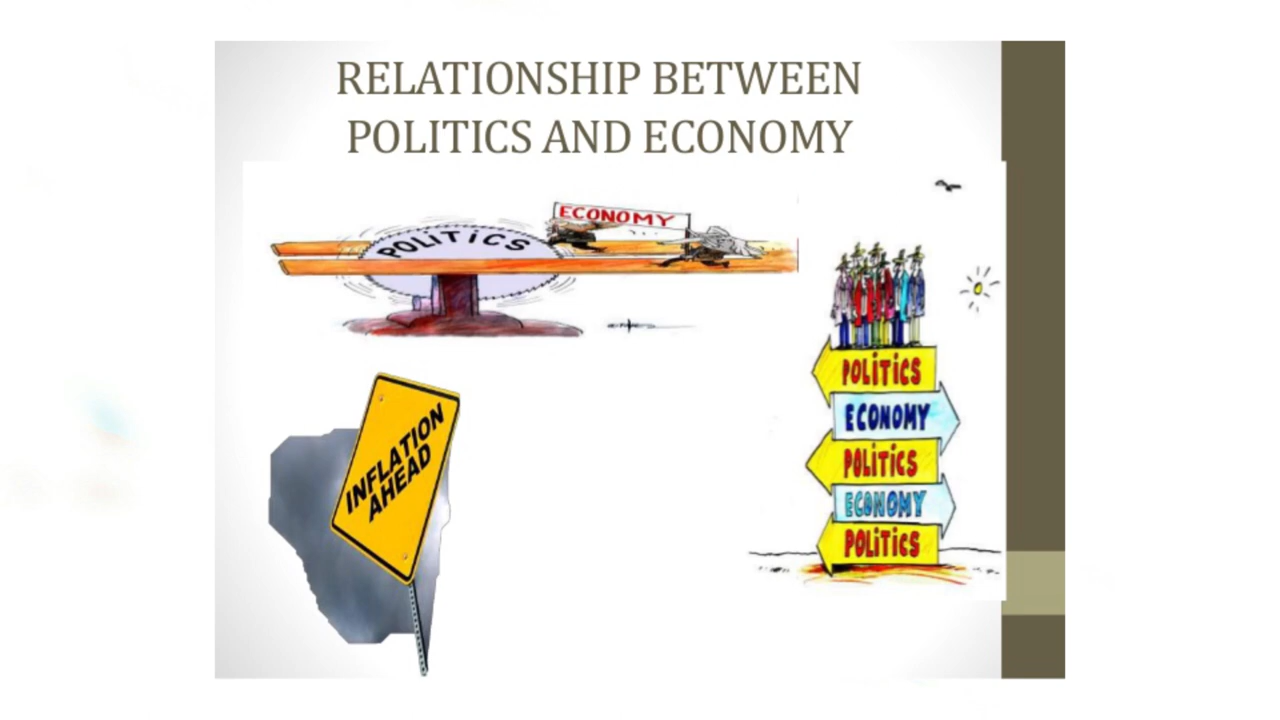 RELATIONSHIP BETWEEN
POLITICS AND ECONOMY
POLITICS
ECONOMY
INFLATION
AHEAD
POLITICS
ECONOMY
POLITICS
ECONOMY
POLITICS